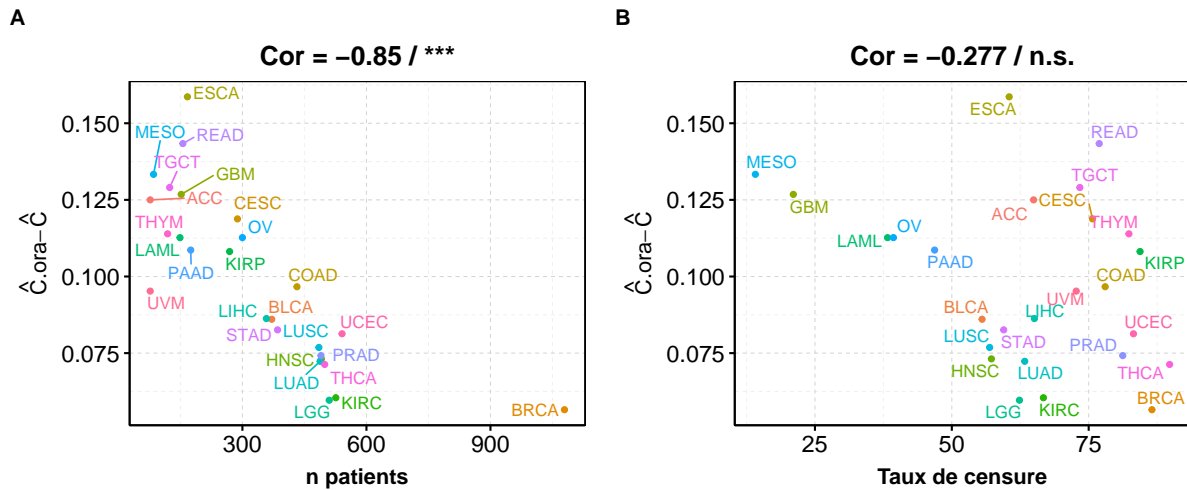 A
Cor = −0.85 / ***
ESCA
MESO
READ
TGCT
GBM
ACC
CESC
THYM
OV
LAML
KIRP
PAAD
COAD
UVM
LIHC
BLCA
STAD
LUSC
UCEC
HNSC
PRAD
LUAD
THCA
LGG
KIRC
BRCA
0.150
0.125
0.100
0.075
Ĉ.ora−Ĉ
300
600
900
n patients
B
Cor = −0.277 / n.s.
ESCA
READ
MESO
TGCT
GBM
CESC
ACC
THYM
OV
LAML
PAAD
KIRP
COAD
UVM
BLCA
LIHC
UCEC
LUSC
STAD
PRAD
HNSC
LUAD
THCA
LGG
KIRC
BRCA
0.150
0.125
0.100
0.075
Ĉ.ora−Ĉ
25
50
75
Taux de censure